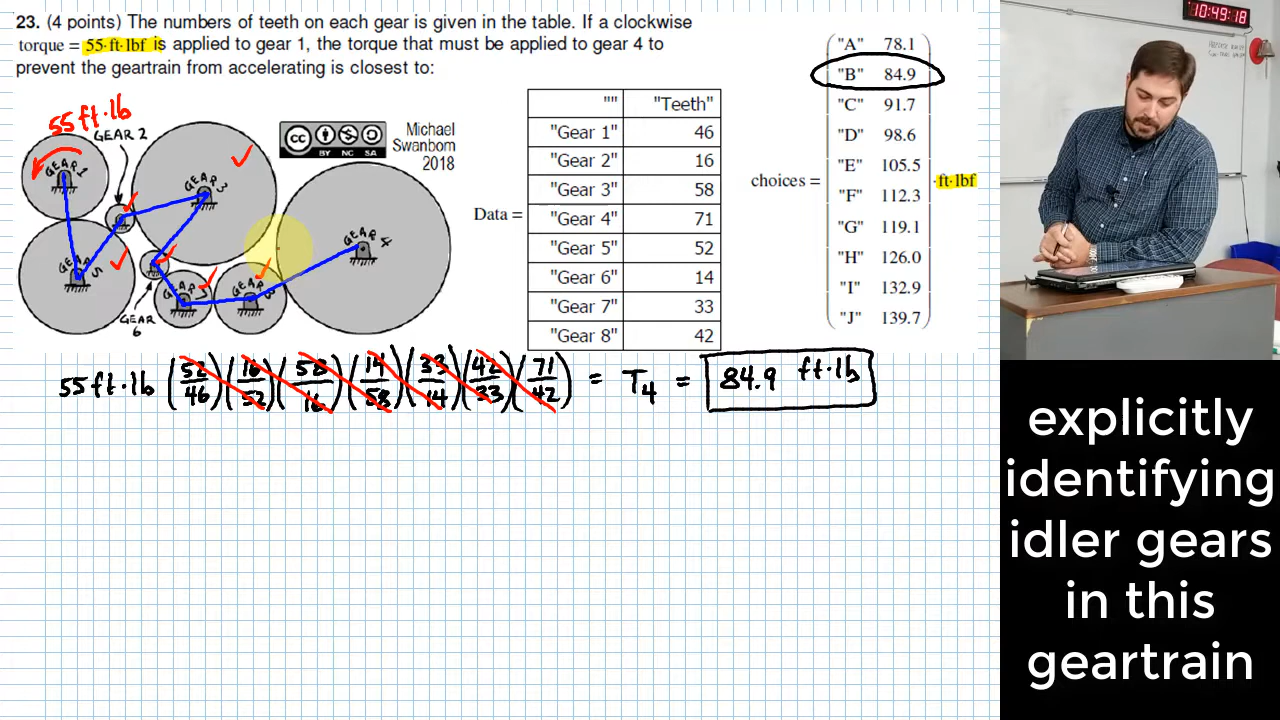 23. (4 points) The numbers of teeth on each gear is given in the table. If a clockwise
torque = 55·ft·lbf is applied to gear 1, the torque that must be applied to gear 4 to
prevent the geartrain from accelerating is closest to:
10:49:18
choices =
"A" 78.1
"B" 84.9
"C" 91.7
"D" 98.6
"E" 105.5
"F" 112.3
"G" 119.1
"H" 126.0
"I" 132.9
"J" 139.7
·ft·lbf
55 ft·lb
GEAR 2
GEAR 1
GEAR 3
GEAR 4
GEAR 5
GEAR 6
GEAR
GEAR
cc BY NC SA
Michael
Swanbom
2018
Data =
"" "Teeth"
"Gear 1" 46
"Gear 2" 16
"Gear 3" 58
"Gear 4" 71
"Gear 5" 52
"Gear 6" 14
"Gear 7" 33
"Gear 8" 42
55 ft·lb (52/46)(16/52)(58/16)(14/58)(33/14)(42/33)(71/42) = T4 = 84.9 ft·lb
explicitly
identifying
idler gears
in this
geartrain